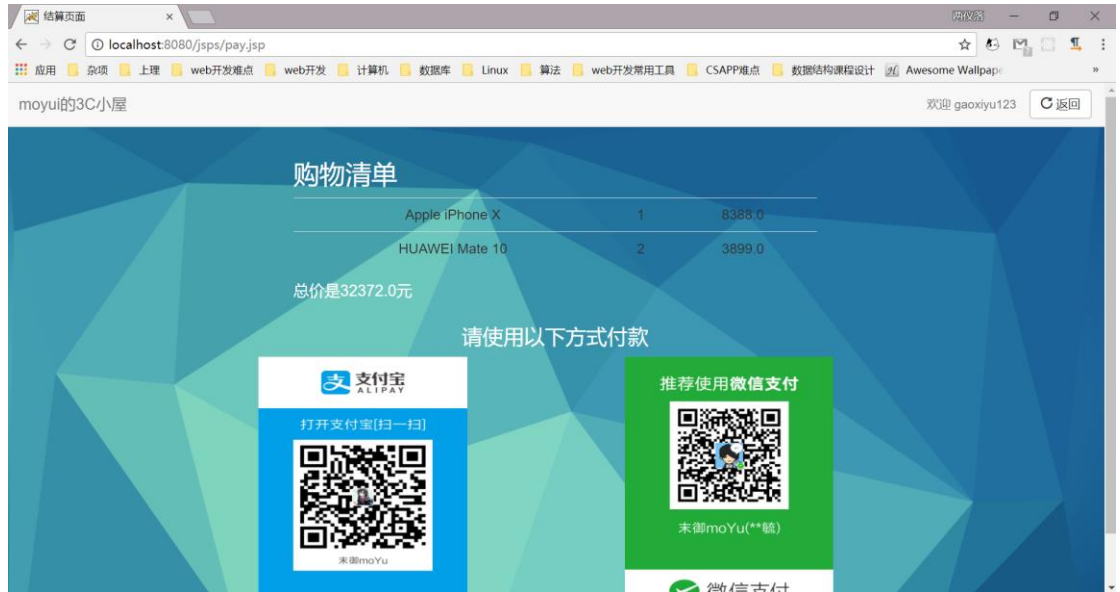 结算页面
两仪落
localhost:8080/jsps/pay.jsp
应用 杂项 上理 web开发难点 web开发 计算机 数据库 Linux 算法 web开发常用工具 CSAPP难点 数据结构课程设计 Awesome Wallpape »
moyui的3C小屋 欢迎 gaoxiyu123 返回
购物清单
Apple iPhone X 1 8388.0
HUAWEI Mate 10 2 3899.0
总价是32372.0元
请使用以下方式付款
支付宝
ALIPAY
打开支付宝[扫一扫]
末御moYu
推荐使用微信支付
末御moYu(**毓)
微信支付